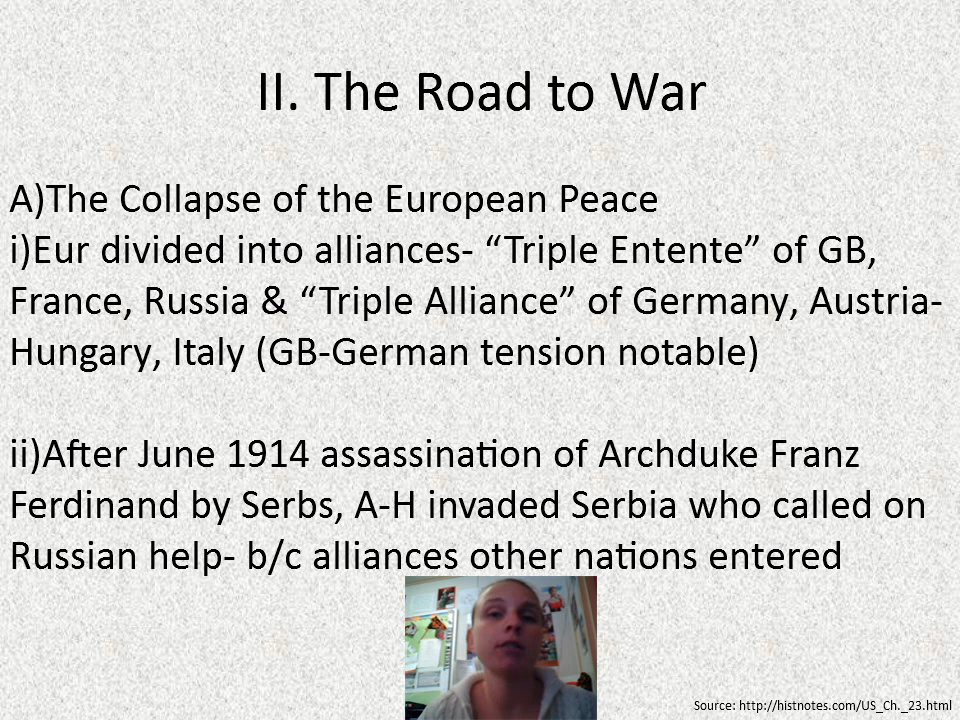 II. The Road to War
A)The Collapse of the European Peace
i)Eur divided into alliances- “Triple Entente” of GB,
France, Russia & “Triple Alliance” of Germany, Austria-
Hungary, Italy (GB-German tension notable)
ii)After June 1914 assassination of Archduke Franz
Ferdinand by Serbs, A-H invaded Serbia who called on
Russian help- b/c alliances other nations entered
Source: http://histnotes.com/US_Ch._23.html